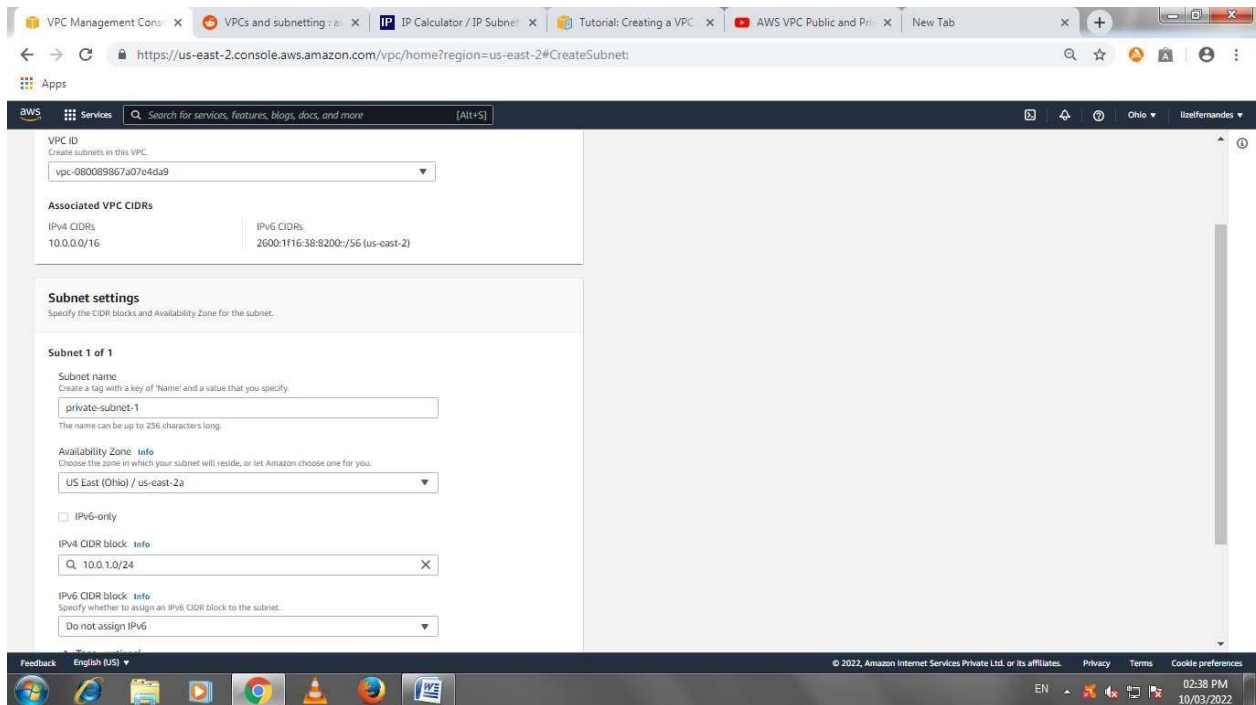 VPC Management Cons
VPCs and subnetting : a
IP IP Calculator / IP Subne
Tutorial: Creating a VPC
AWS VPC Public and Pri
New Tab
https://us-east-2.console.aws.amazon.com/vpc/home?region=us-east-2#CreateSubnet:
Apps
aws Services Search for services, features, blogs, docs, and more [Alt+S] Ohio lizelfernandes
VPC ID
Create subnets in this VPC.
vpc-080089867a07e4da9
Associated VPC CIDRs
IPv4 CIDRs IPv6 CIDRs
10.0.0.0/16 2600:1f16:38:8200::/56 (us-east-2)
Subnet settings
Specify the CIDR blocks and Availability Zone for the subnet.
Subnet 1 of 1
Subnet name
Create a tag with a key of 'Name' and a value that you specify.
private-subnet-1
The name can be up to 256 characters long.
Availability Zone Info
Choose the zone in which your subnet will reside, or let Amazon choose one for you.
US East (Ohio) / us-east-2a
IPv6-only
IPv4 CIDR block Info
10.0.1.0/24
IPv6 CIDR block Info
Specify whether to assign an IPv6 CIDR block to the subnet.
Do not assign IPv6
Feedback English (US) © 2022, Amazon Internet Services Private Ltd. or its affiliates. Privacy Terms Cookie preferences
EN 02:38 PM
10/03/2022